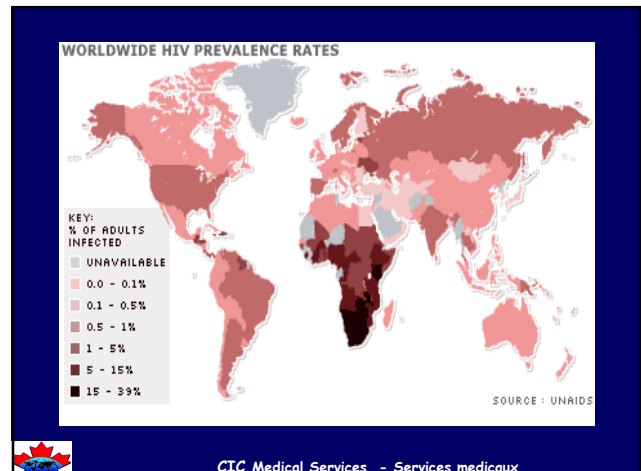 WORLDWIDE HIV PREVALENCE RATES
KEY:
% OF ADULTS
INFECTED
UNAVAILABLE
0.0 - 0.1%
0.1 - 0.5%
0.5 - 1%
1 - 5%
5 - 15%
15 - 39%
SOURCE : UNAIDS
CIC Medical Services - Services medicaux